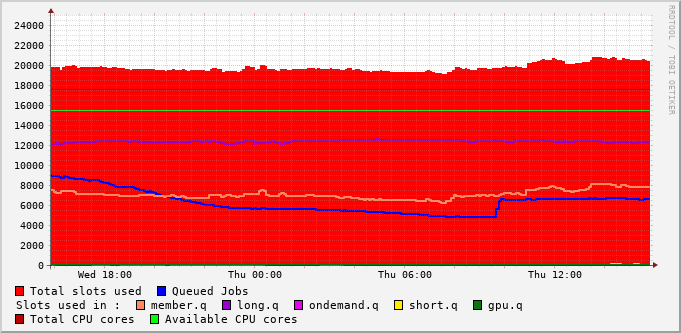 RRDTOOL / TOBI OETIKER
24000
22000
20000
18000
16000
14000
12000
10000
8000
6000
4000
2000
0
Wed 18:00 Thu 00:00 Thu 06:00 Thu 12:00
Total slots used Queued Jobs
Slots used in : member.q long.q ondemand.q short.q gpu.q
Total CPU cores Available CPU cores